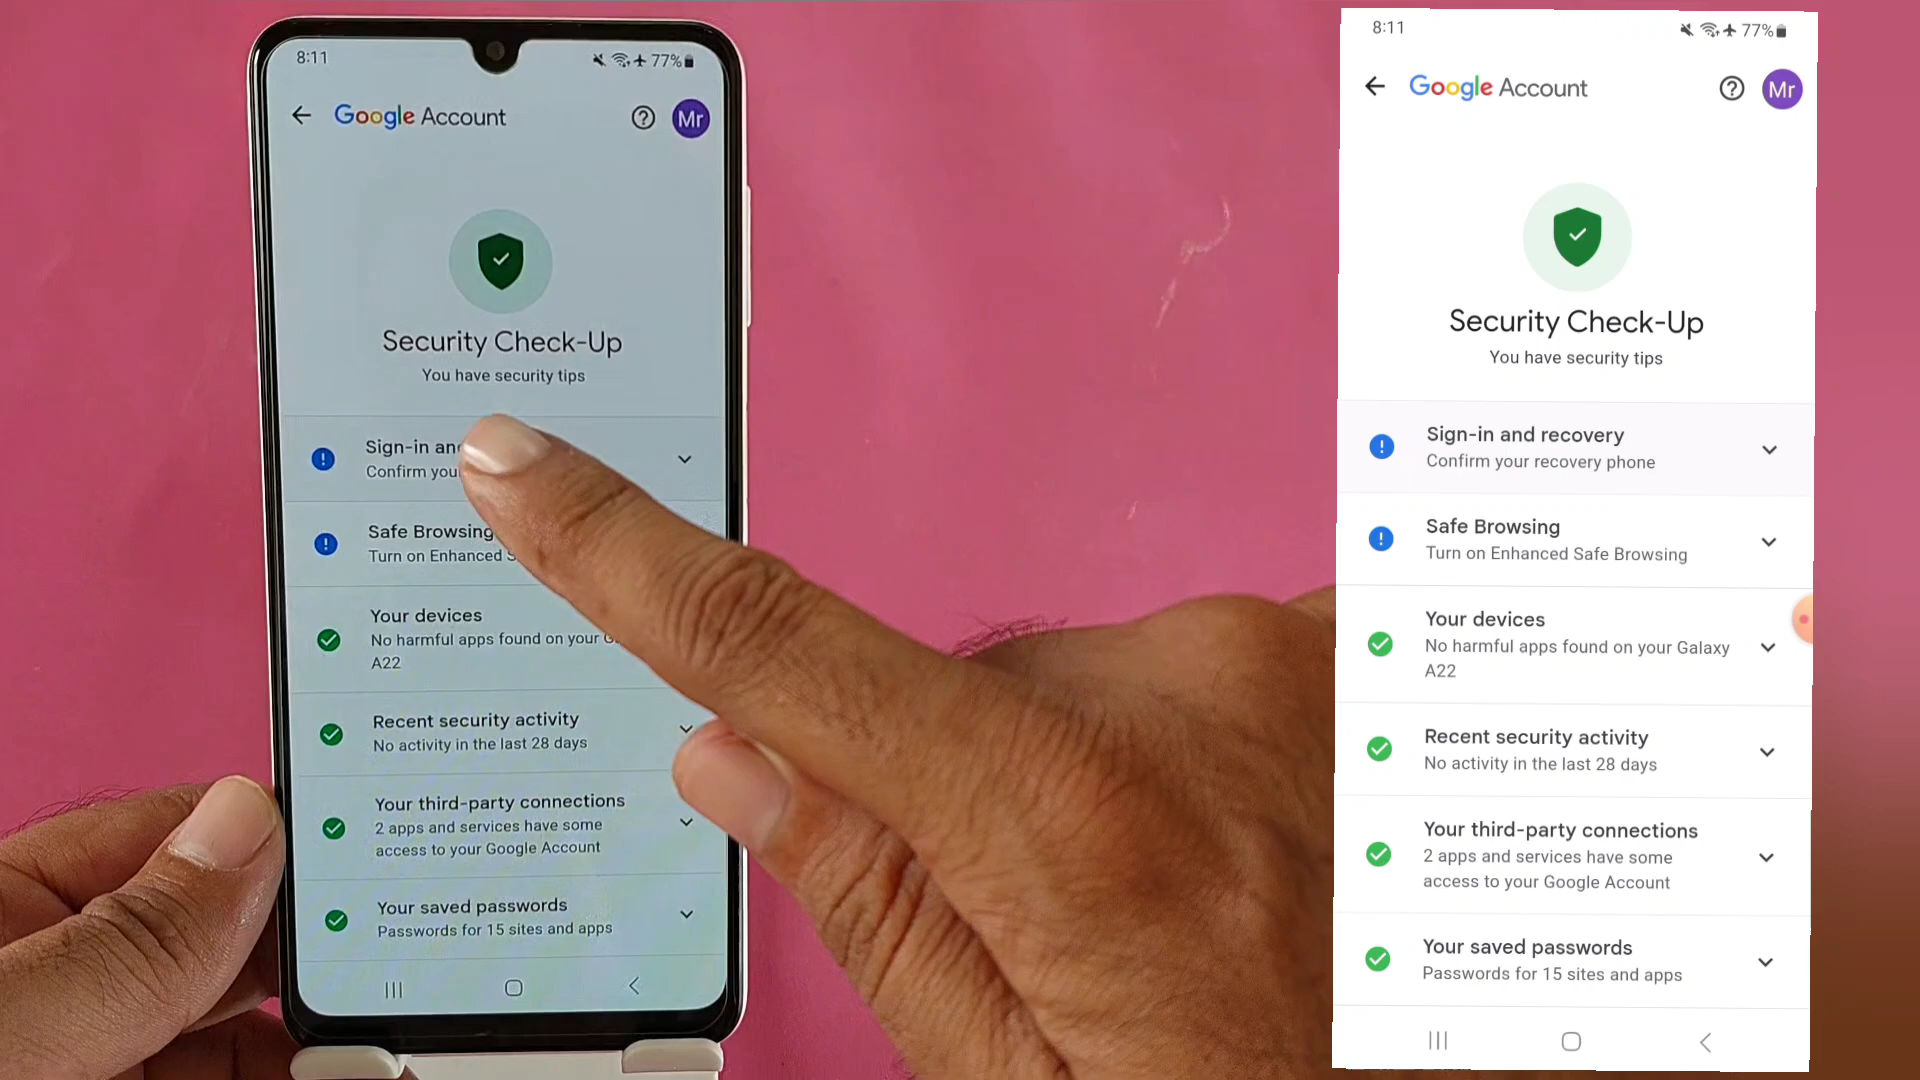 8:11
77%
Google Account
Mr
Security Check-Up
You have security tips
Sign-in
Confirm
Safe Browsing
Turn on Enhanced
Your devices
No harmful apps found on your
A22
Recent security activity
No activity in the last 28 days
Your third-party connections
2 apps and services have some
access to your Google Account
Your saved passwords
Passwords for 15 sites and apps
8:11
77%
Google Account
Mr
Security Check-Up
You have security tips
Sign-in and recovery
Confirm your recovery phone
Safe Browsing
Turn on Enhanced Safe Browsing
Your devices
No harmful apps found on your Galaxy
A22
Recent security activity
No activity in the last 28 days
Your third-party connections
2 apps and services have some
access to your Google Account
Your saved passwords
Passwords for 15 sites and apps